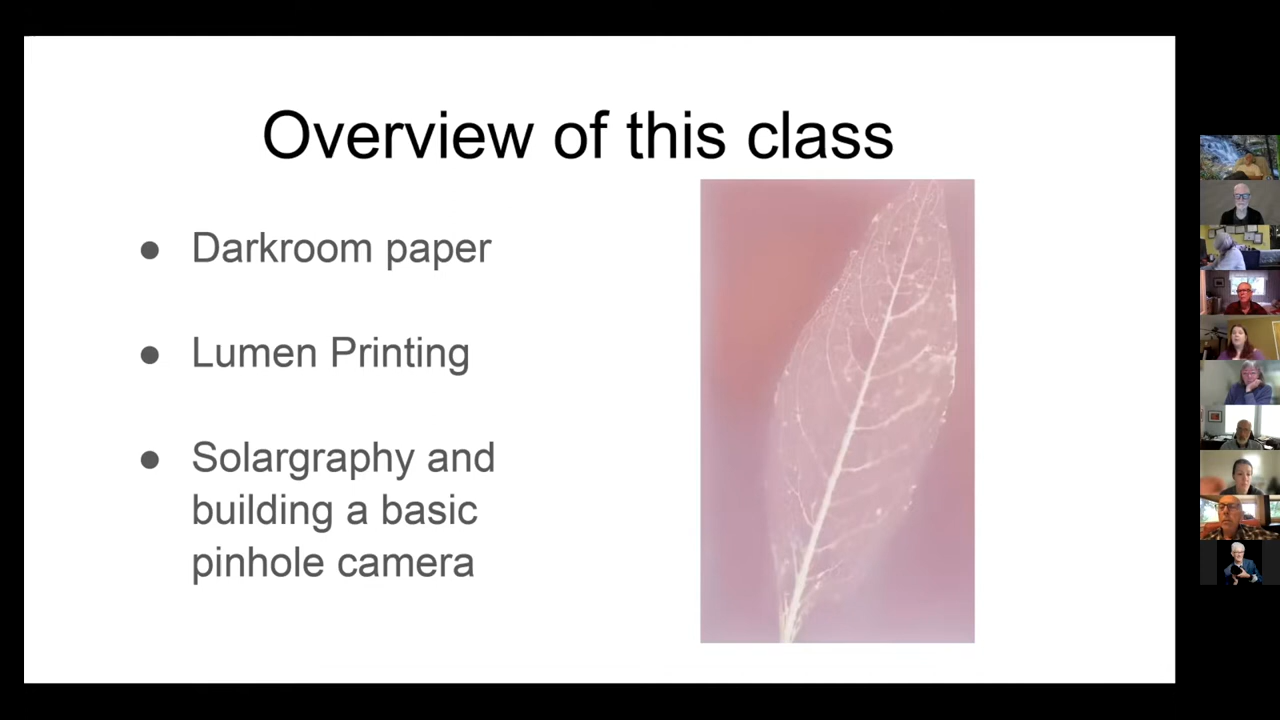 Overview of this class
● Darkroom paper
● Lumen Printing
● Solargraphy and
building a basic
pinhole camera